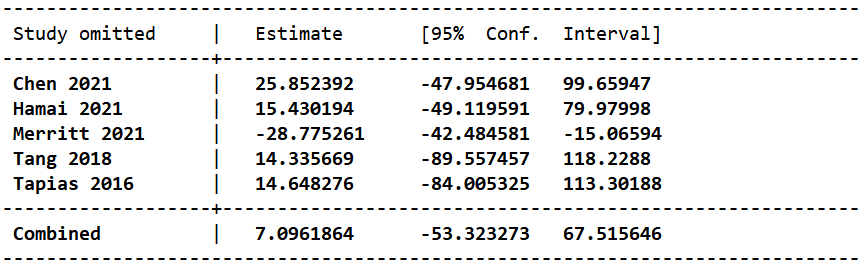 ------------------------------------------------------------------------------
Study omitted | Estimate [95% Conf. Interval]
-------------------+----------------------------------------------------------
Chen 2021 | 25.852392 -47.954681 99.65947
Hamai 2021 | 15.430194 -49.119591 79.97998
Merritt 2021 | -28.775261 -42.484581 -15.06594
Tang 2018 | 14.335669 -89.557457 118.2288
Tapias 2016 | 14.648276 -84.005325 113.30188
-------------------+----------------------------------------------------------
Combined | 7.0961864 -53.323273 67.515646
------------------------------------------------------------------------------